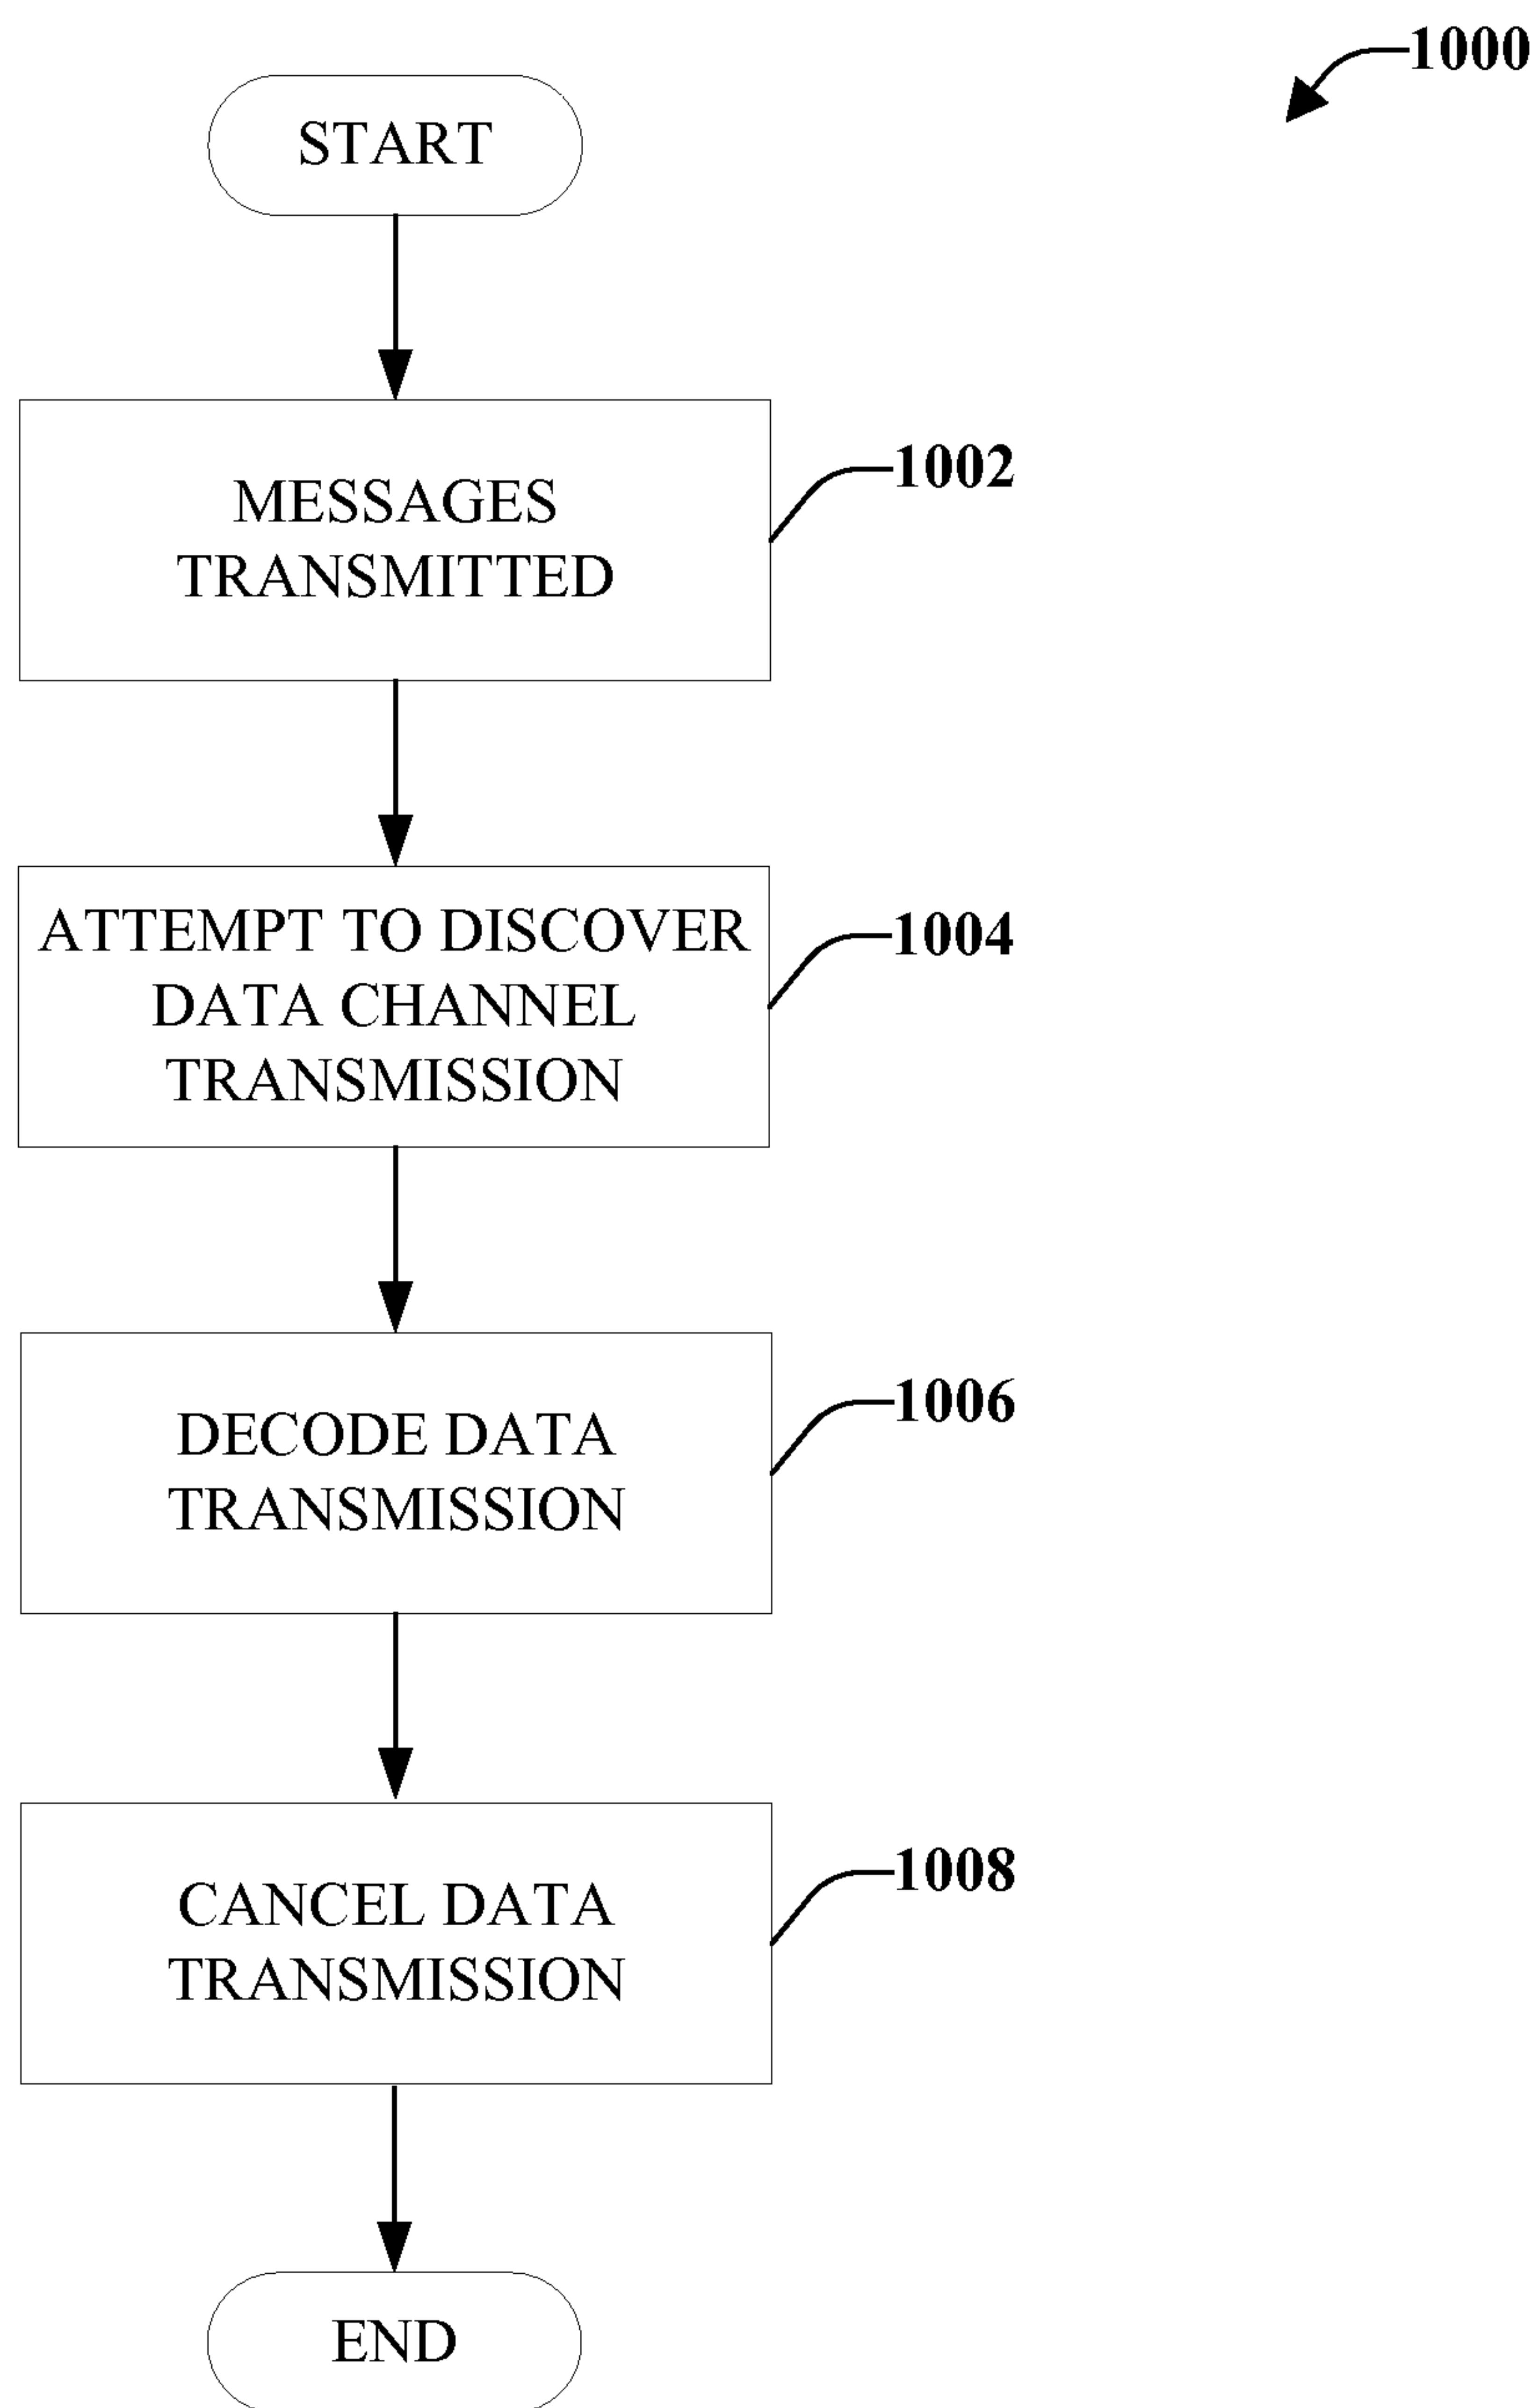 1000
START
MESSAGES
TRANSMITTED
1002
ATTEMPT TO DISCOVER
DATA CHANNEL
TRANSMISSION
1004
DECODE DATA
TRANSMISSION
1006
CANCEL DATA
TRANSMISSION
1008
END